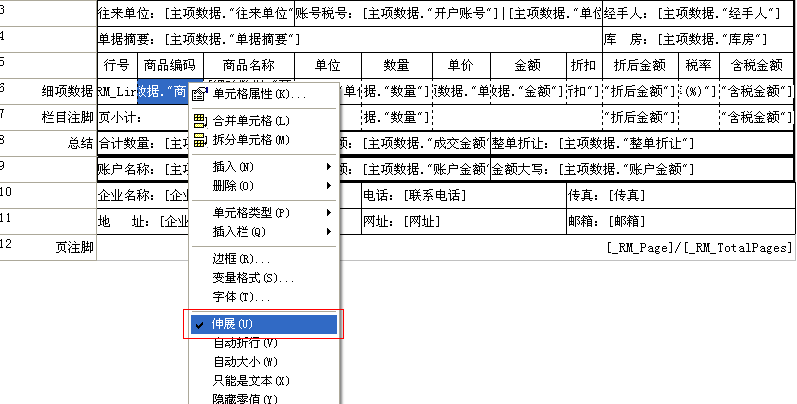 3 往来单位: [主项数据."往来单位" 账号税号: [主项数据."开户账号"]|[主项数据."单位 经手人: [主项数据."经手人"]
4 单据摘要: [主项数据."单据摘要"] 库 房: [主项数据."库房"]
5 行号 商品编码 商品名称 单位 数量 单价 金额 折扣 折后金额 税率 含税金额
6 细项数据 RM_Lin 数据."商 单元格属性(K)... 单 据."数量"] 数据."单 数据."金额"] 折扣"] "折后金额"] (%)"] "含税金额"]
7 栏目注脚 页小计: 据."数量"] "折后金额"] "含税金额"]
合并单元格(L)
8 总结 合计数量: [主项 拆分单元格(M) 额: [主项数据."成交金额"] 整单折让: [主项数据."整单折让"]
9 账户名称: [主项 插入(N) 额: [主项数据."账户金额" 金额大写: [主项数据."账户金额"]
删除(O)
10 企业名称: [企业 电话: [联系电话] 传真: [传真]
单元格类型(P)
11 地 址: [企业 网址: [网址] 邮箱: [邮箱]
插入栏(Q)
12 页注脚 [_RM_Page]/[_RM_TotalPages]
边框(R)...
变量格式(S)...
字体(T)...
伸展(U)
自动折行(V)
自动大小(W)
只能是文本(X)
隐藏零值(Y)